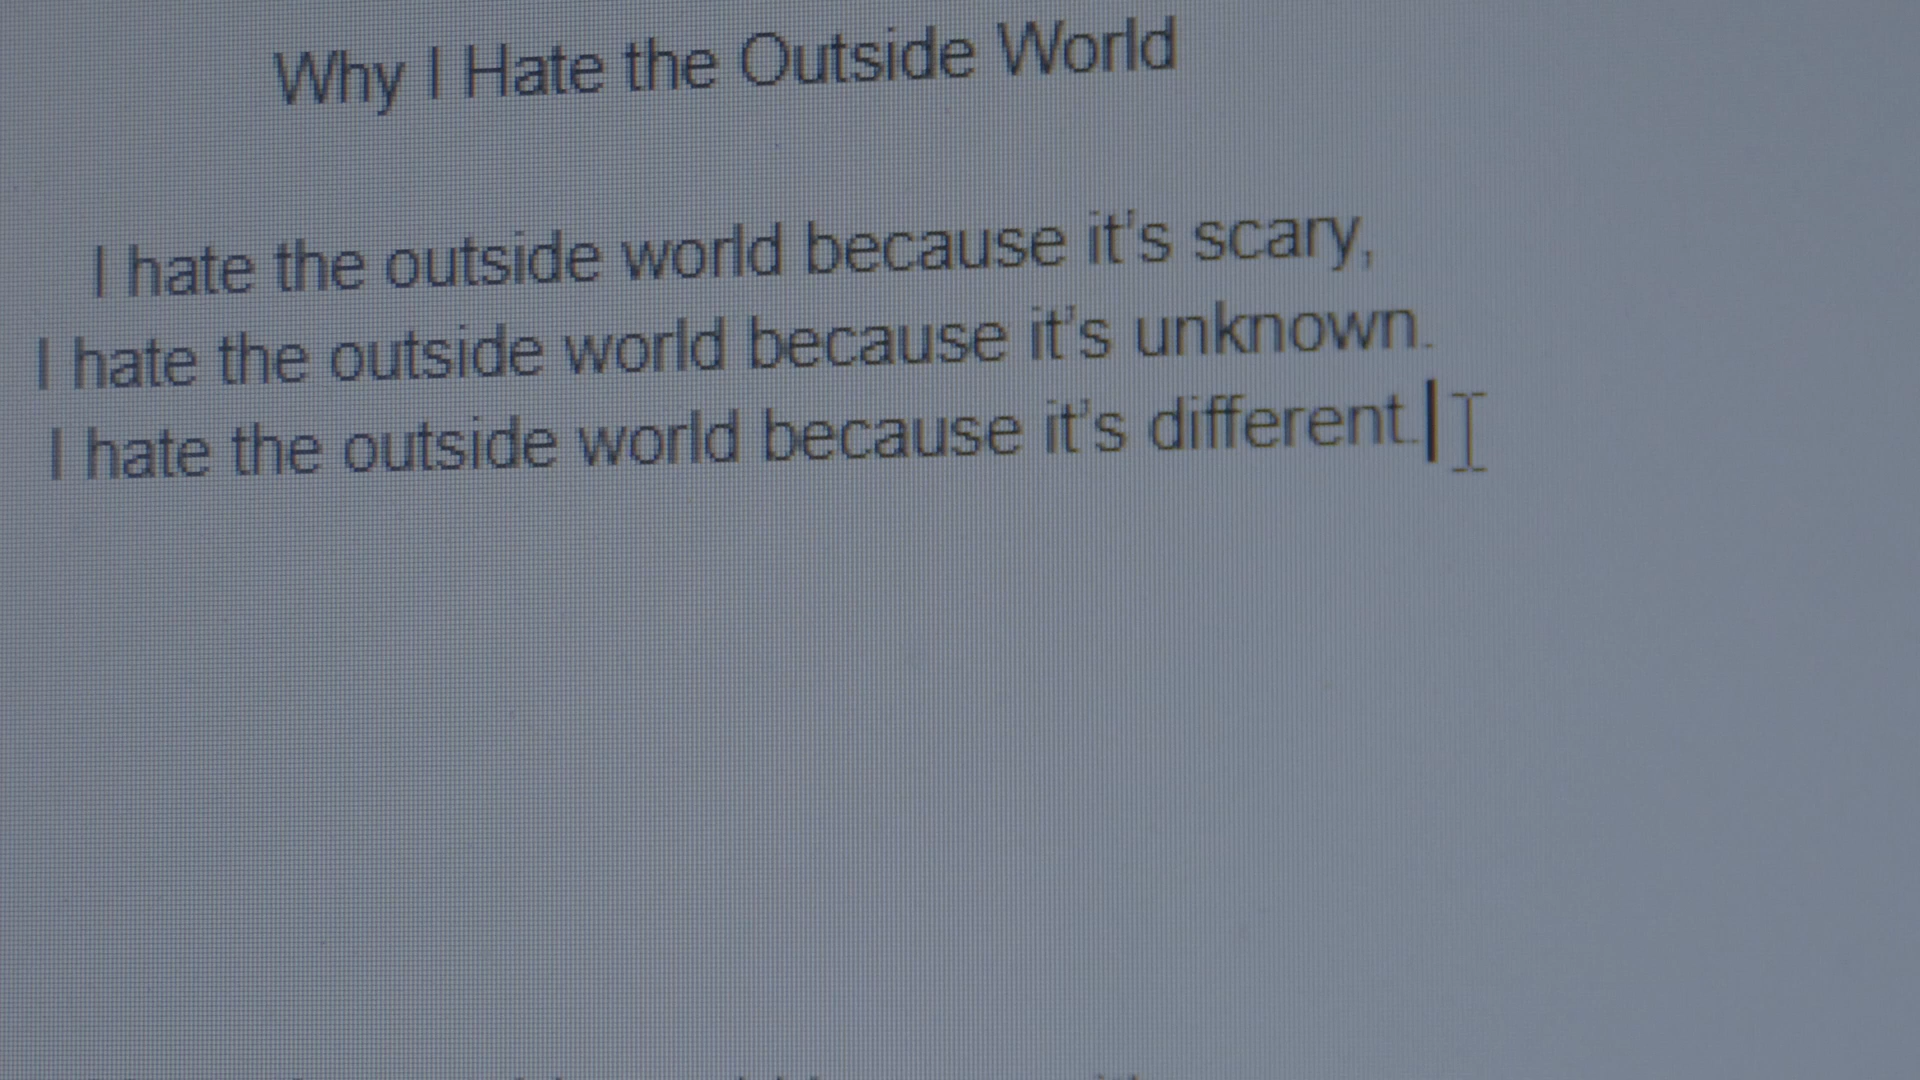 Why I Hate the Outside World
I hate the outside world because it's scary,
I hate the outside world because it's unknown.
I hate the outside world because it's different.